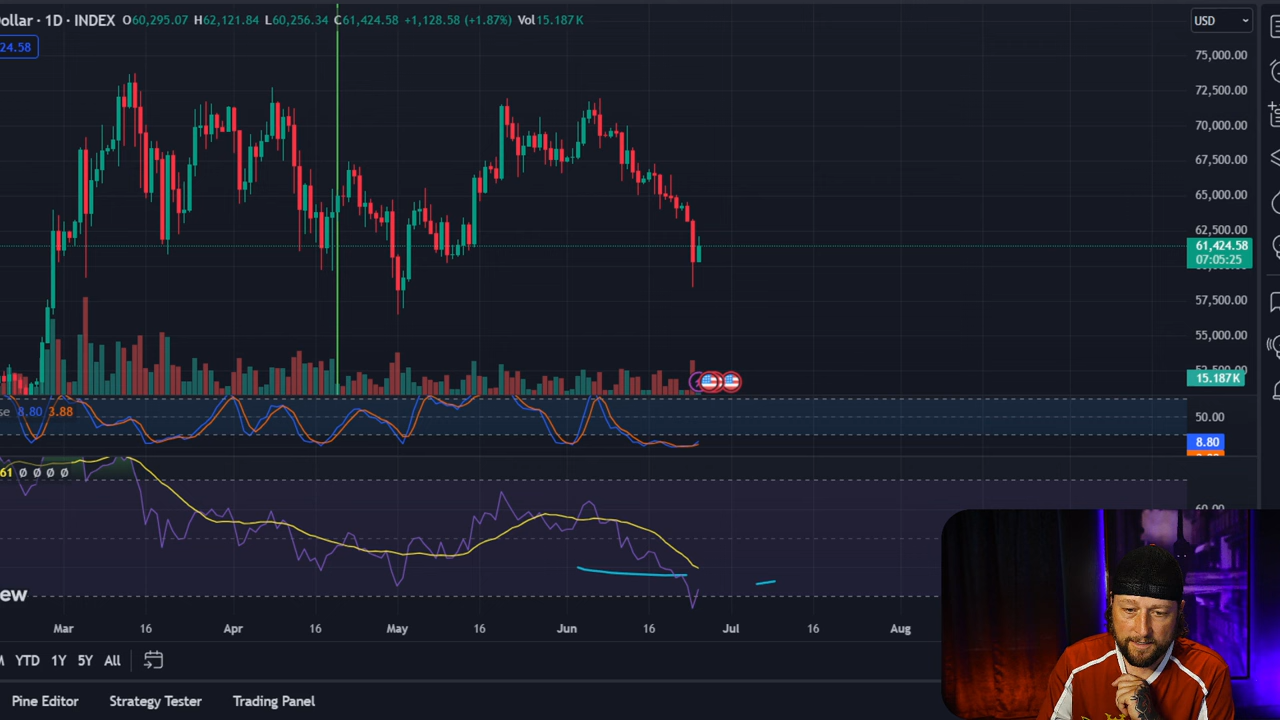 ollar · 1D · INDEX O60,295.07 H62,121.84 L60,256.34 C61,424.58 +1,128.58 (+1.87%) Vol15.187K
USD
24.58
75,000.00
72,500.00
70,000.00
67,500.00
65,000.00
62,500.00
61,424.58
07:05:25
57,500.00
55,000.00
15.187K
se 8.80 3.88
50.00
8.80
61 Ø Ø Ø Ø
60.00
ew
Mar 16 Apr 16 May 16 Jun 16 Jul 16 Aug
M YTD 1Y 5Y All
Pine Editor Strategy Tester Trading Panel